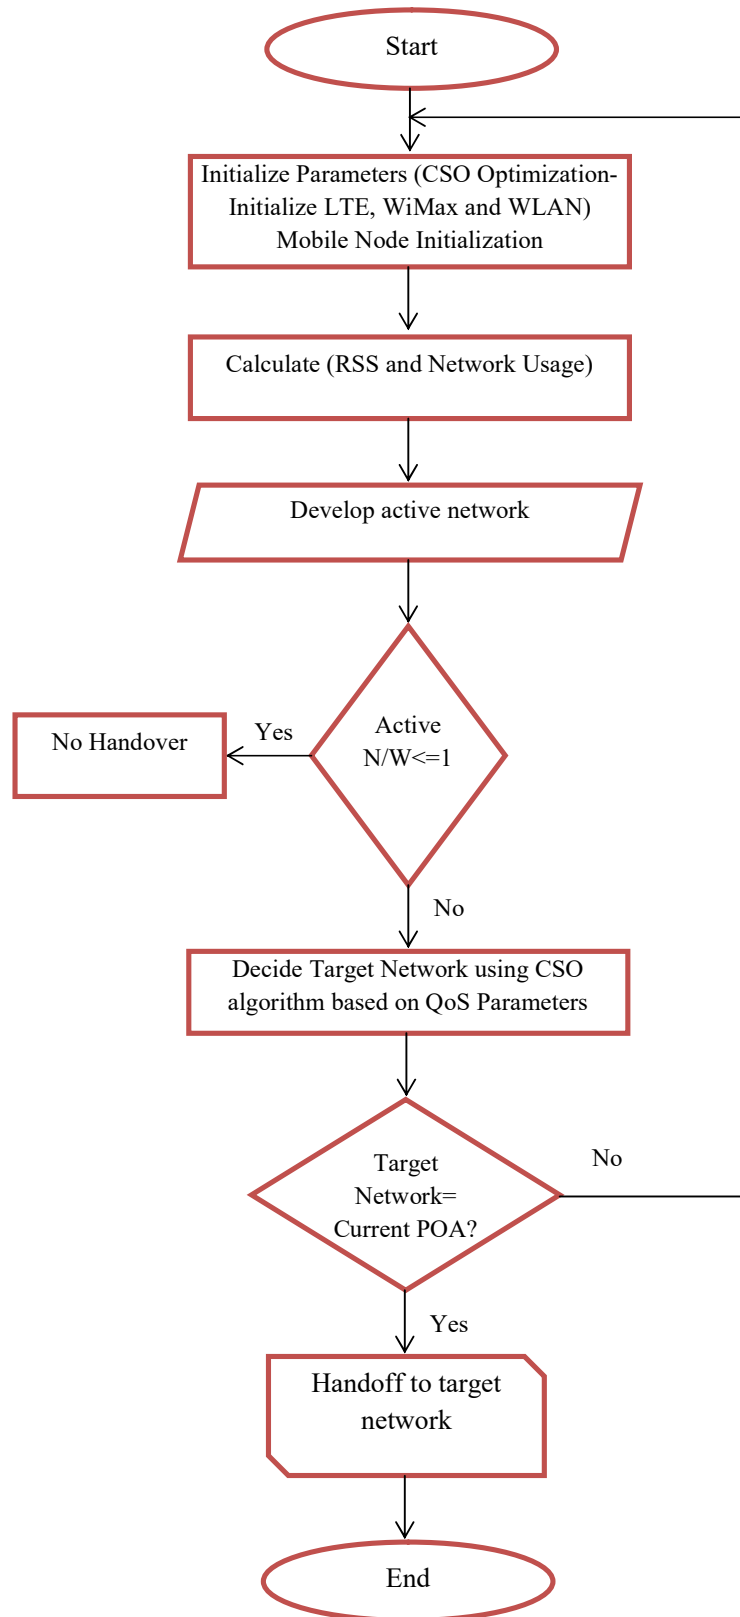 Start
Initialize Parameters (CSO Optimization-
Initialize LTE, WiMax and WLAN)
Mobile Node Initialization
Calculate (RSS and Network Usage)
Develop active network
Active
N/W<=1
Yes
No Handover
No
Decide Target Network using CSO
algorithm based on QoS Parameters
Target
Network=
Current POA?
No
Yes
Handoff to target
network
End